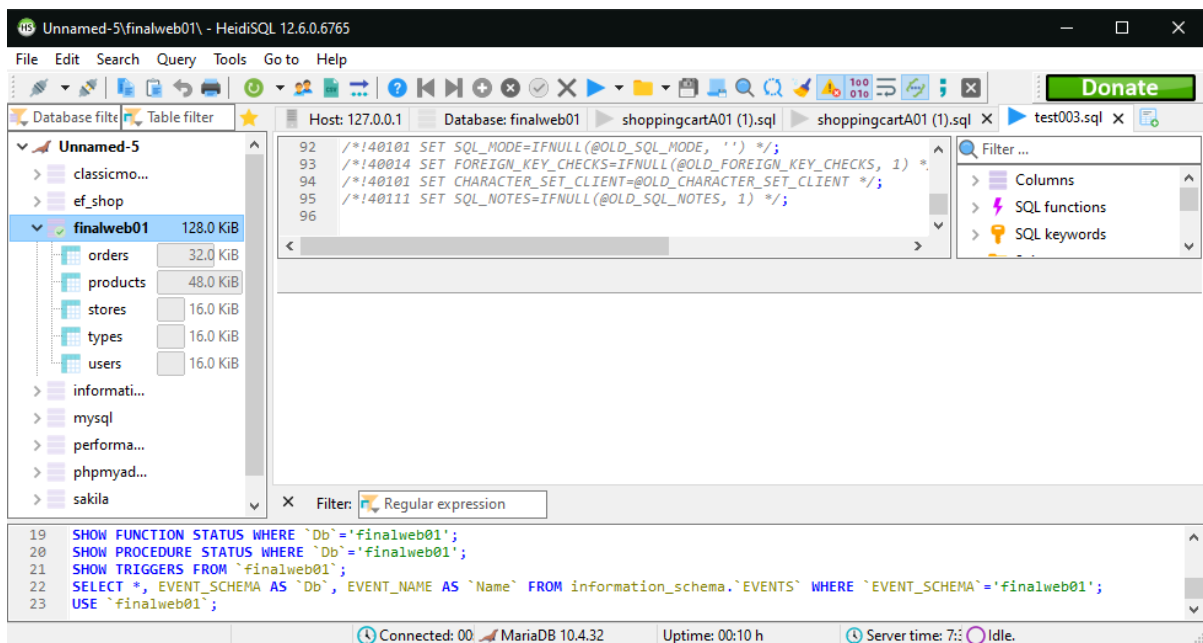 HS Unnamed-5\finalweb01\ - HeidiSQL 12.6.0.6765
File Edit Search Query Tools Go to Help
Donate
Database filte Table filter
Host: 127.0.0.1 Database: finalweb01 shoppingcartA01 (1).sql shoppingcartA01 (1).sql test003.sql
Unnamed-5
classicmo...
ef_shop
finalweb01 128.0 KiB
orders 32.0 KiB
products 48.0 KiB
stores 16.0 KiB
types 16.0 KiB
users 16.0 KiB
informati...
mysql
performa...
phpmyad...
sakila
92 /*!40101 SET SQL_MODE=IFNULL(@OLD_SQL_MODE, '') */;
93 /*!40014 SET FOREIGN_KEY_CHECKS=IFNULL(@OLD_FOREIGN_KEY_CHECKS, 1) *
94 /*!40101 SET CHARACTER_SET_CLIENT=@OLD_CHARACTER_SET_CLIENT */;
95 /*!40111 SET SQL_NOTES=IFNULL(@OLD_SQL_NOTES, 1) */;
96
Filter ...
Columns
SQL functions
SQL keywords
Filter: Regular expression
19 SHOW FUNCTION STATUS WHERE `Db`='finalweb01';
20 SHOW PROCEDURE STATUS WHERE `Db`='finalweb01';
21 SHOW TRIGGERS FROM `finalweb01`;
22 SELECT *, EVENT_SCHEMA AS `Db`, EVENT_NAME AS `Name` FROM information_schema.`EVENTS` WHERE `EVENT_SCHEMA`='finalweb01';
23 USE `finalweb01`;
Connected: 00: MariaDB 10.4.32 Uptime: 00:10 h Server time: 7:3 Idle.